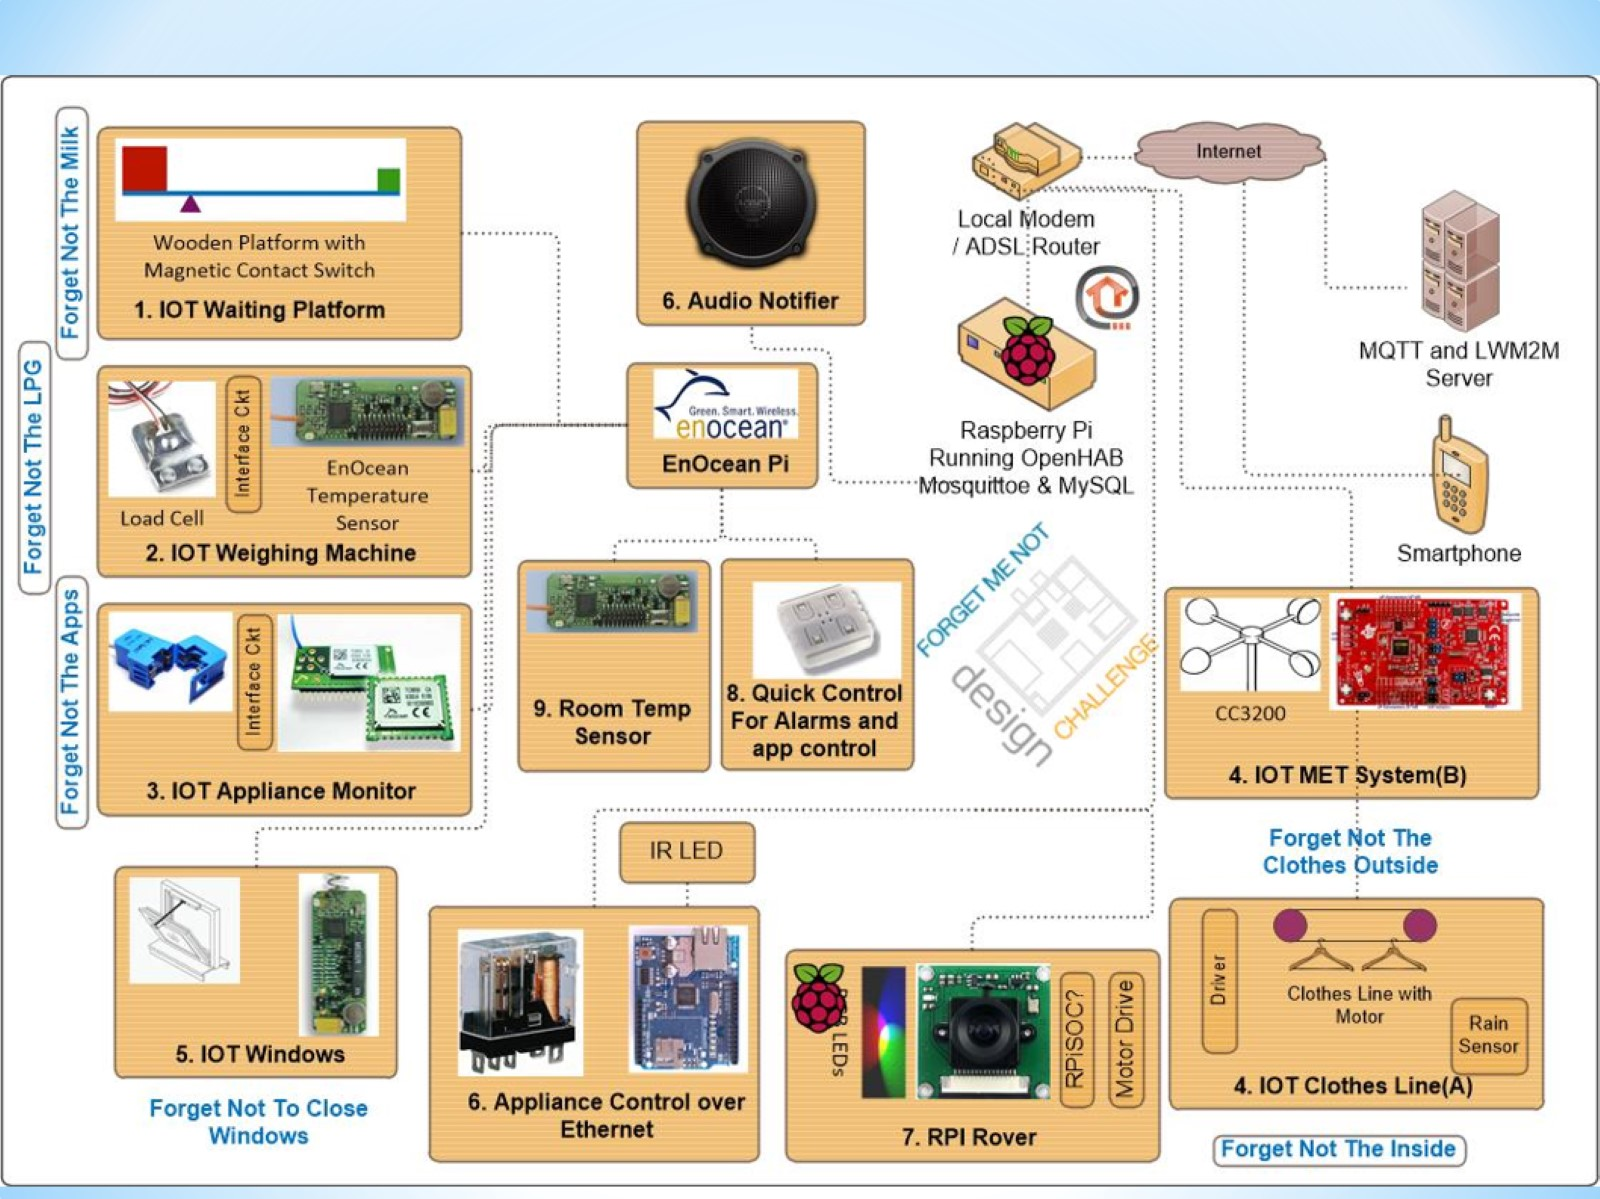 Forget Not The Milk
Wooden Platform with
Magnetic Contact Switch
1. IOT Waiting Platform
6. Audio Notifier
Internet
Local Modem
/ ADSL Router
MQTT and LWM2M
Server
Forget Not The LPG
Interface Ckt
Load Cell
EnOcean
Temperature
Sensor
2. IOT Weighing Machine
Green. Smart. Wireless.
enocean®
EnOcean Pi
Raspberry Pi
Running OpenHAB
Mosquittoe & MySQL
Smartphone
Forget Not The Apps
Interface Ckt
3. IOT Appliance Monitor
9. Room Temp
Sensor
8. Quick Control
For Alarms and
app control
FORGET ME NOT
design
CHALLENGE
CC3200
4. IOT MET System(B)
Forget Not The
Clothes Outside
IR LED
5. IOT Windows
Forget Not To Close
Windows
6. Appliance Control over
Ethernet
LEDs
RPiSOC?
Motor Drive
7. RPI Rover
Driver
Clothes Line with
Motor
Rain
Sensor
4. IOT Clothes Line(A)
Forget Not The Inside